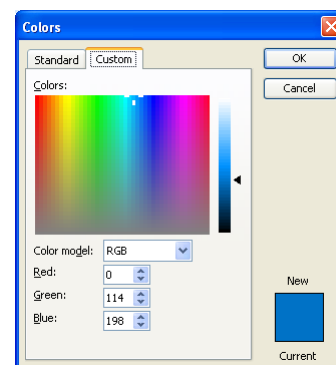 Colors
Standard Custom
OK
Cancel
Colors:
Color model: RGB
Red: 0
Green: 114
Blue: 198
New
Current